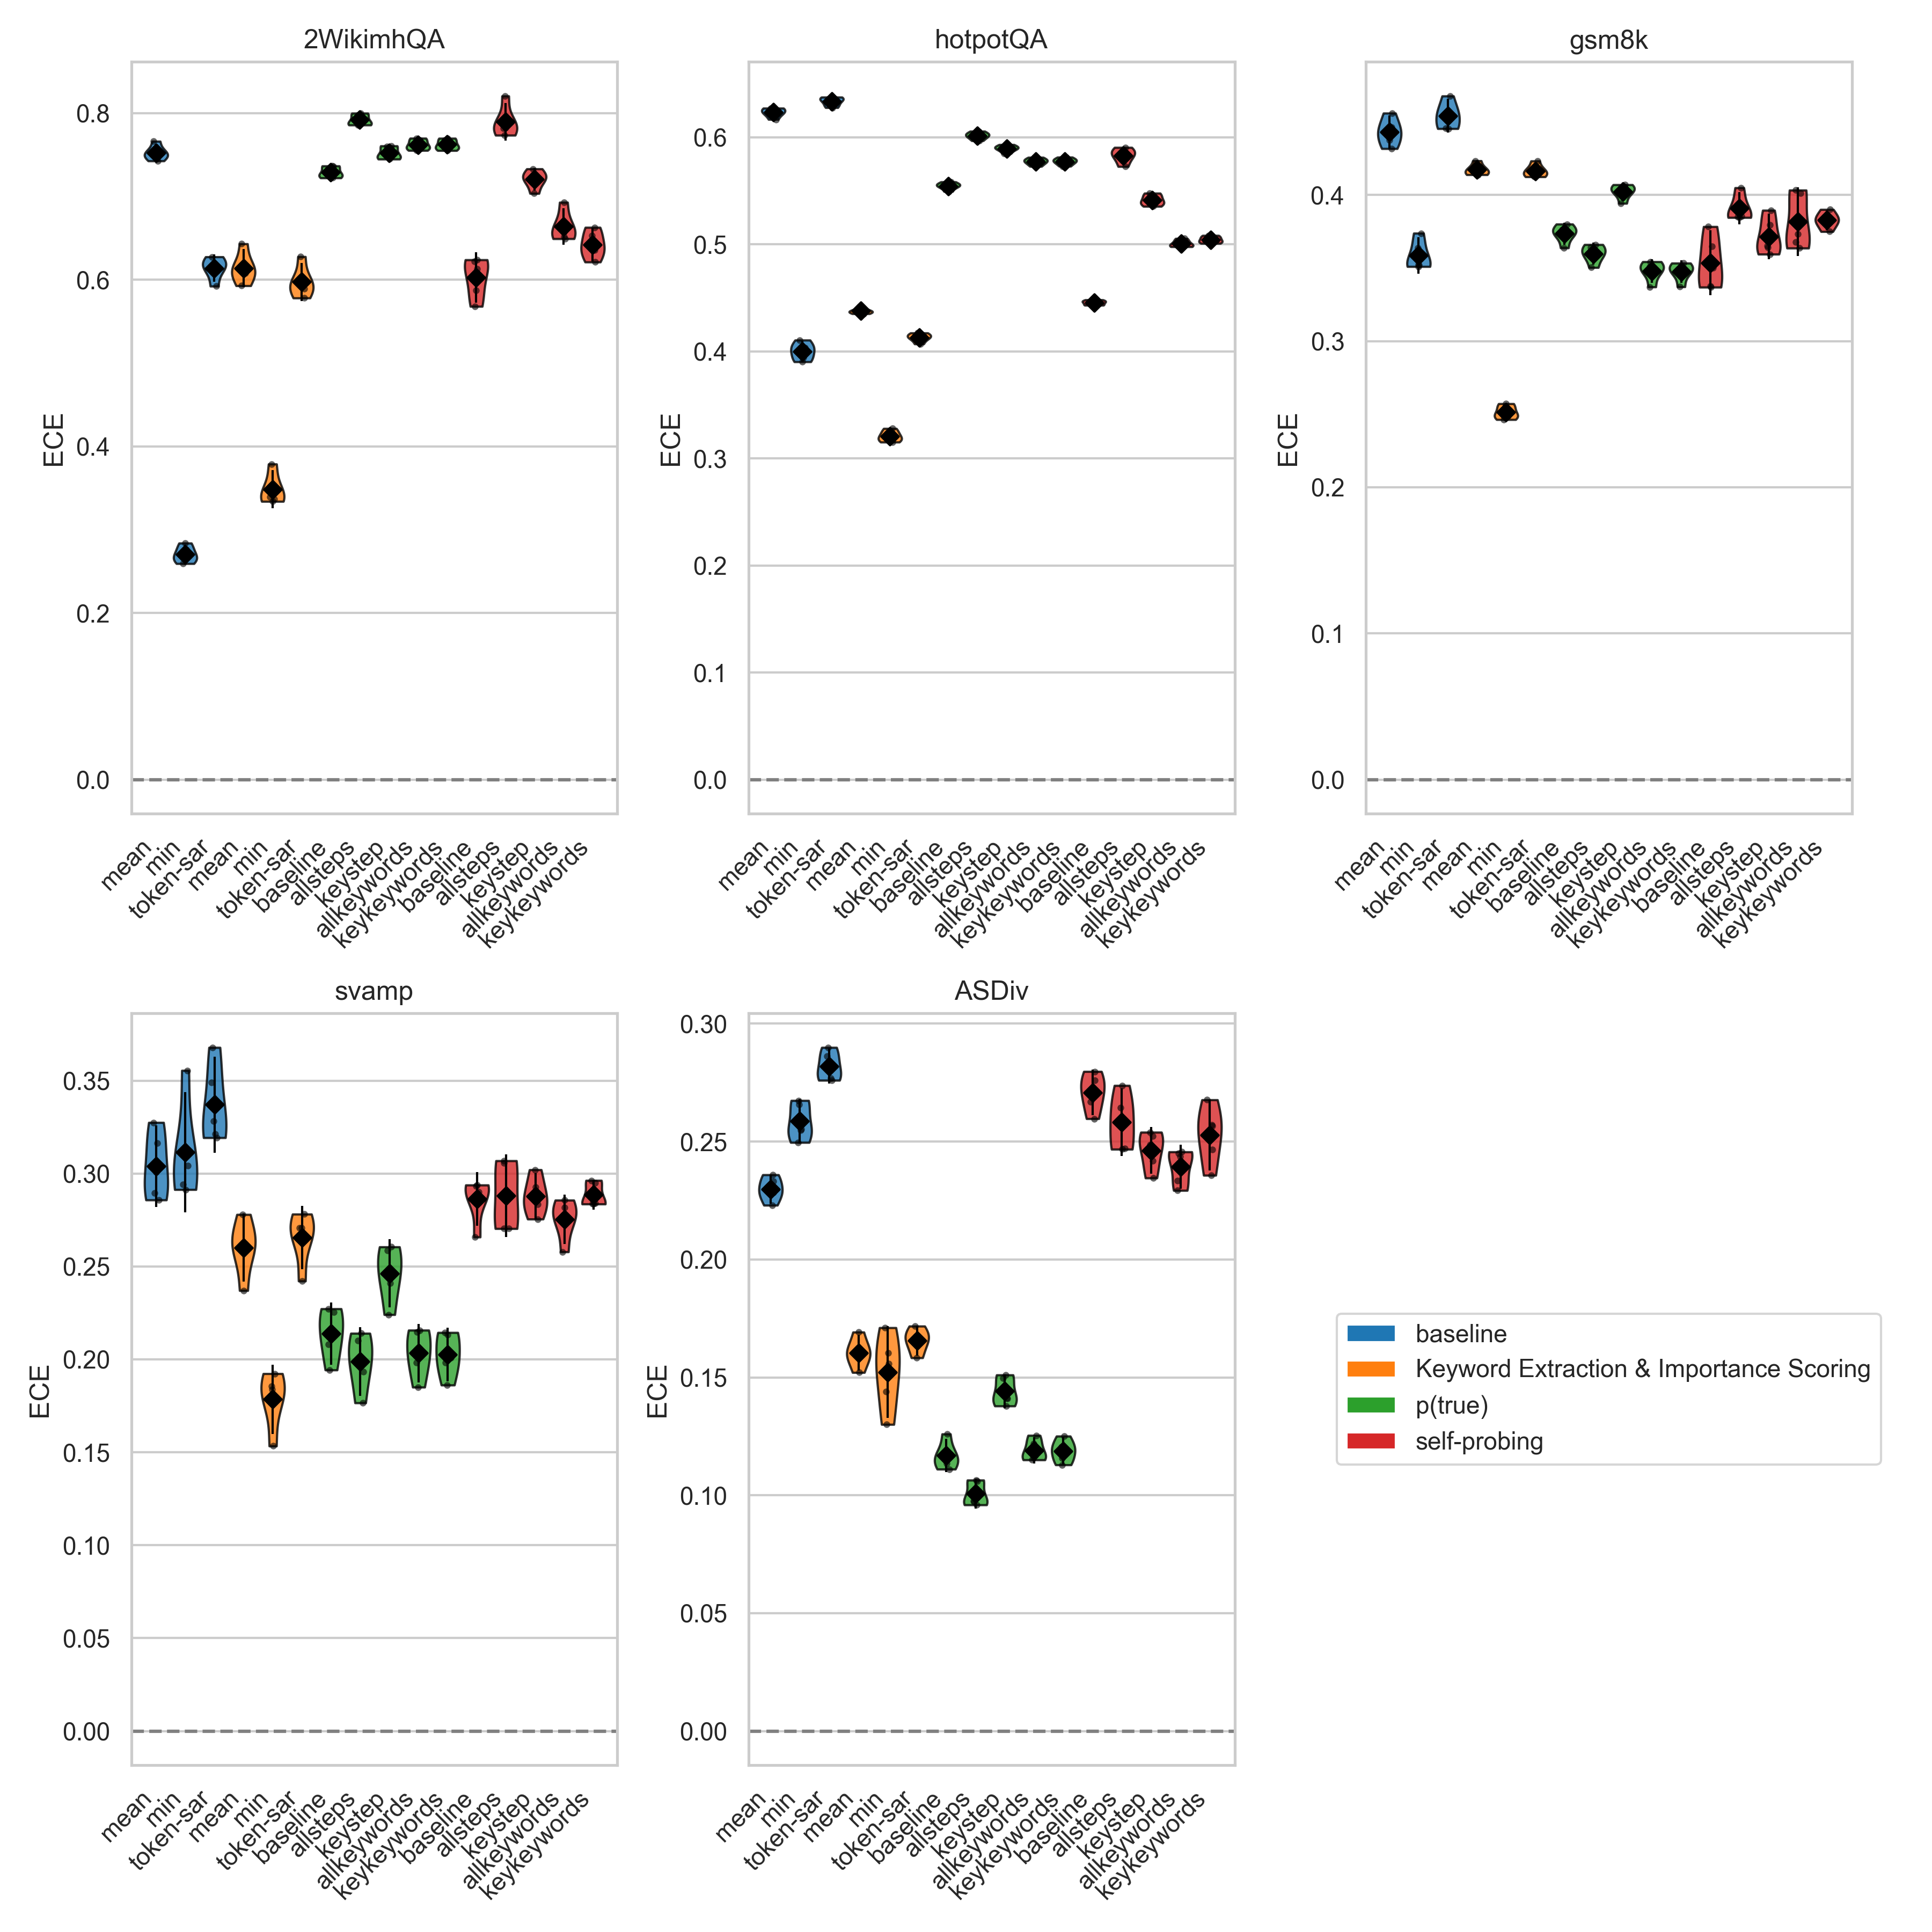 2WikimhQA
ECE
0.8
0.6
0.4
0.2
0.0
mean
min
token-sar
mean
min
token-sar
baseline
allsteps
keystep
allkeywords
keykeywords
baseline
allsteps
keystep
allkeywords
keykeywords
hotpotQA
ECE
0.6
0.5
0.4
0.3
0.2
0.1
0.0
mean
min
token-sar
mean
min
token-sar
baseline
allsteps
keystep
allkeywords
keykeywords
baseline
allsteps
keystep
allkeywords
keykeywords
gsm8k
ECE
0.4
0.3
0.2
0.1
0.0
mean
min
token-sar
mean
min
token-sar
baseline
allsteps
keystep
allkeywords
keykeywords
baseline
allsteps
keystep
allkeywords
keykeywords
svamp
ECE
0.35
0.30
0.25
0.20
0.15
0.10
0.05
0.00
mean
min
token-sar
mean
min
token-sar
baseline
allsteps
keystep
allkeywords
keykeywords
baseline
allsteps
keystep
allkeywords
keykeywords
ASDiv
ECE
0.30
0.25
0.20
0.15
0.10
0.05
0.00
mean
min
token-sar
mean
min
token-sar
baseline
allsteps
keystep
allkeywords
keykeywords
baseline
allsteps
keystep
allkeywords
keykeywords
baseline
Keyword Extraction & Importance Scoring
p(true)
self-probing